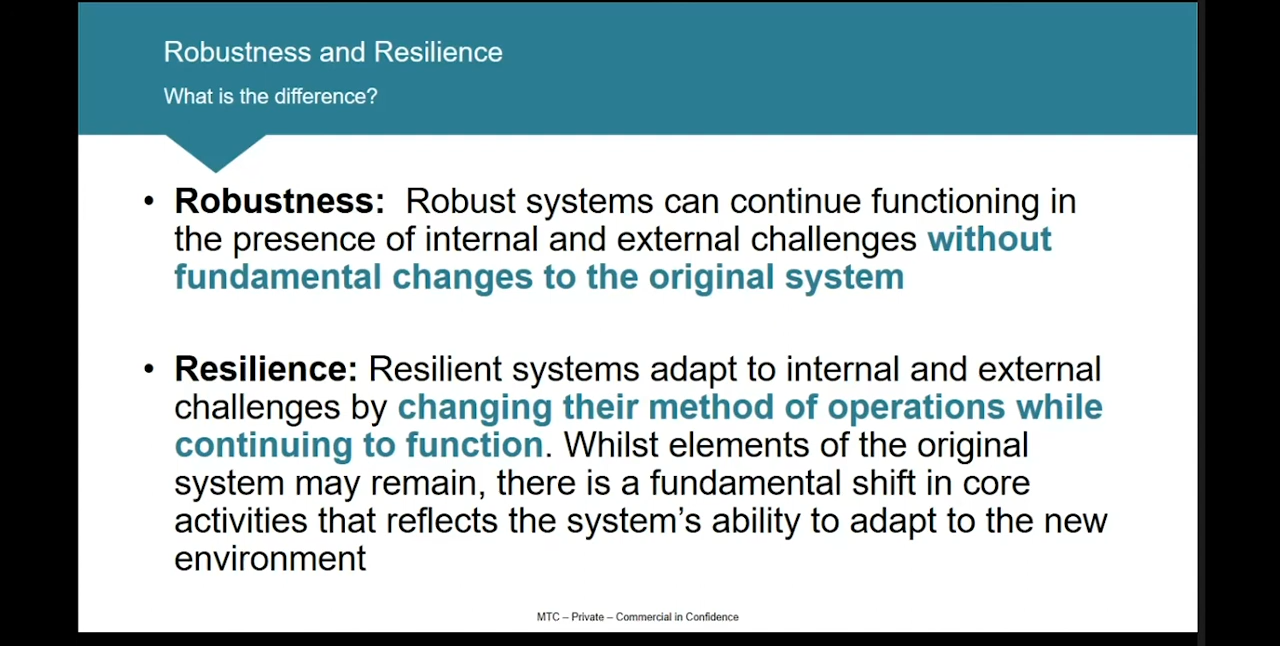 Robustness and Resilience
What is the difference?
• Robustness: Robust systems can continue functioning in
the presence of internal and external challenges without
fundamental changes to the original system
• Resilience: Resilient systems adapt to internal and external
challenges by changing their method of operations while
continuing to function. Whilst elements of the original
system may remain, there is a fundamental shift in core
activities that reflects the system’s ability to adapt to the new
environment
MTC – Private – Commercial in Confidence